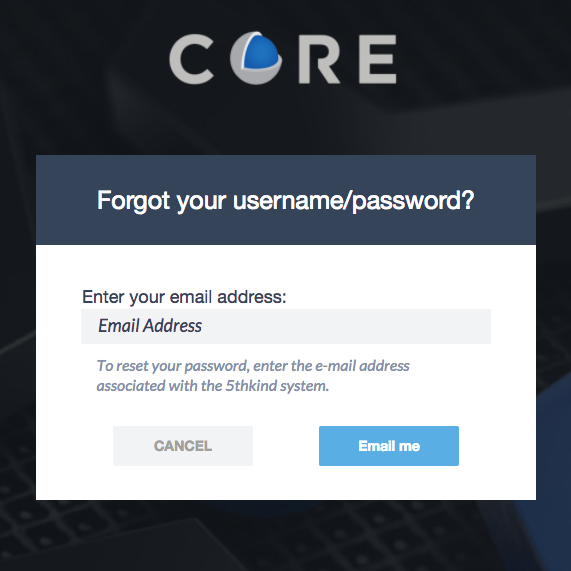 CORE
Forgot your username/password?
Enter your email address:
Email Address
To reset your password, enter the e-mail address
associated with the 5thkind system.
CANCEL
Email me